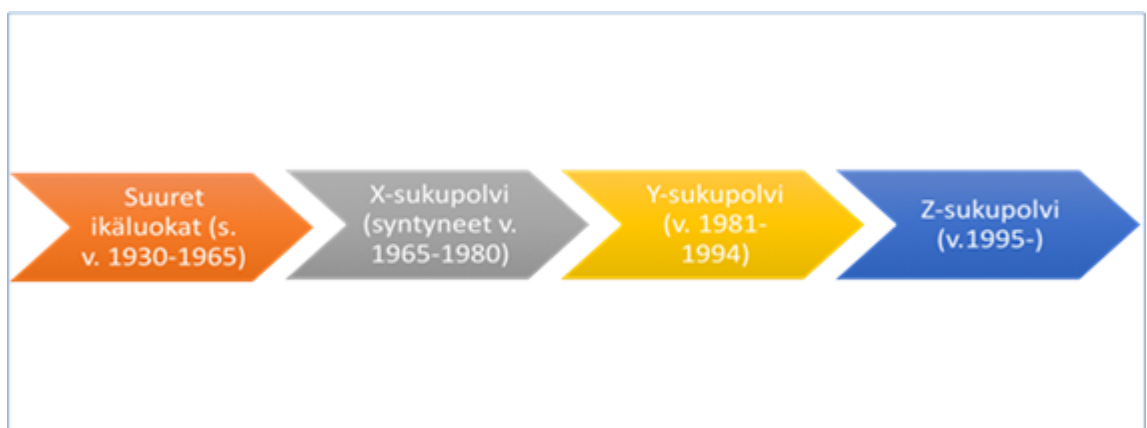 Suuret
ikäluokat (s.
v. 1930-1965)
X-sukupolvi
(syntyneet v.
1965-1980)
Y-sukupolvi
(v. 1981-
1994)
Z-sukupolvi
(v.1995-)